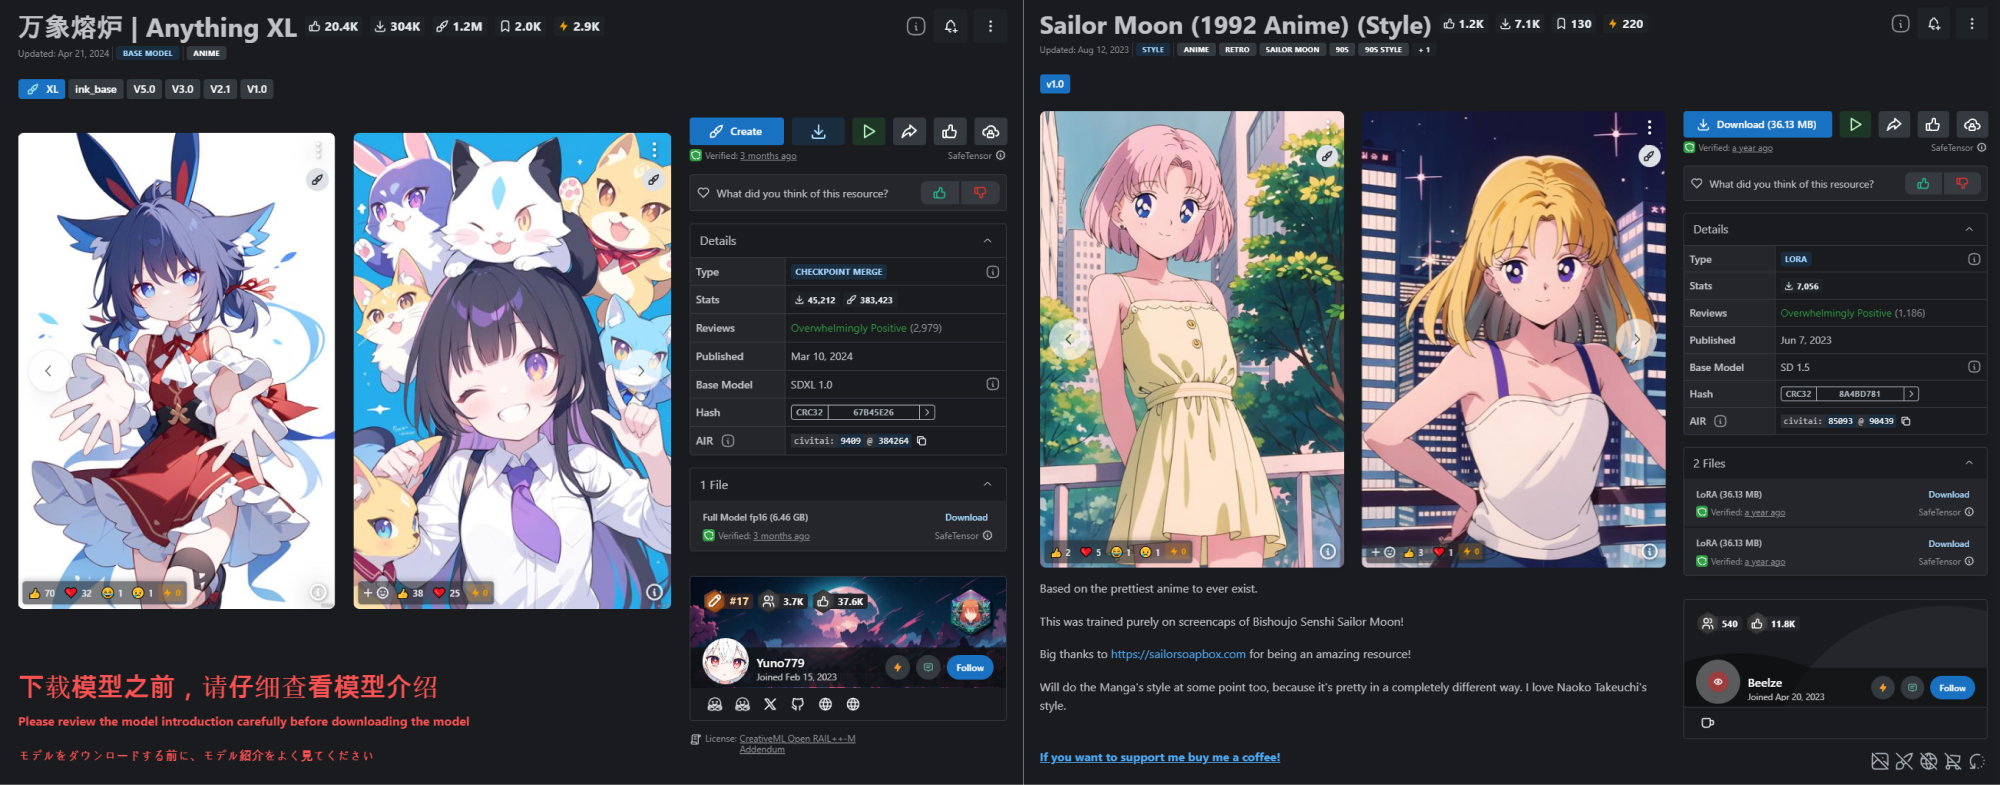 万象熔炉 | Anything XL 20.4K 304K 1.2M 2.0K 2.9K
Updated: Apr 21, 2024 BASE MODEL ANIME
XL ink_base V5.0 V3.0 V2.1 V1.0
70 32 1 1 0
38 25 0
下载模型之前，请仔细查看模型介绍
Please review the model introduction carefully before downloading the model
モデルをダウンロードする前に、モデル紹介をよく見てください
Create
Verified: 3 months ago SafeTensor
What did you think of this resource?
Details
Type CHECKPOINT MERGE
Stats 45,212 383,423
Reviews Overwhelmingly Positive (2,979)
Published Mar 10, 2024
Base Model SDXL 1.0
Hash CRC32 67B45E26
AIR civitai: 9409 @ 384264
1 File
Full Model fp16 (6.46 GB) Download
Verified: 3 months ago SafeTensor
#17 3.7K 37.6K
Yuno779
Joined Feb 15, 2023
Follow
License: CreativeML Open RAIL++-M
Addendum
Sailor Moon (1992 Anime) (Style) 1.2K 7.1K 130 220
Updated: Aug 12, 2023 STYLE ANIME RETRO SAILOR MOON 90S 90S STYLE + 1
v1.0
2 5 1 1 0
3 1 0
Based on the prettiest anime to ever exist.
This was trained purely on screencaps of Bishoujo Senshi Sailor Moon!
Big thanks to https://sailorsoapbox.com for being an amazing resource!
Will do the Manga's style at some point too, because it's pretty in a completely different way. I love Naoko Takeuchi's
style.
If you want to support me buy me a coffee!
Download (36.13 MB)
Verified: a year ago SafeTensor
What did you think of this resource?
Details
Type LORA
Stats 7,056
Reviews Overwhelmingly Positive (1,186)
Published Jun 7, 2023
Base Model SD 1.5
Hash CRC32 8A4BD781
AIR civitai: 85093 @ 90439
2 Files
LoRA (36.13 MB) Download
Verified: a year ago SafeTensor
LoRA (36.13 MB) Download
Verified: a year ago SafeTensor
540 11.8K
Beelze
Joined Apr 20, 2023
Follow